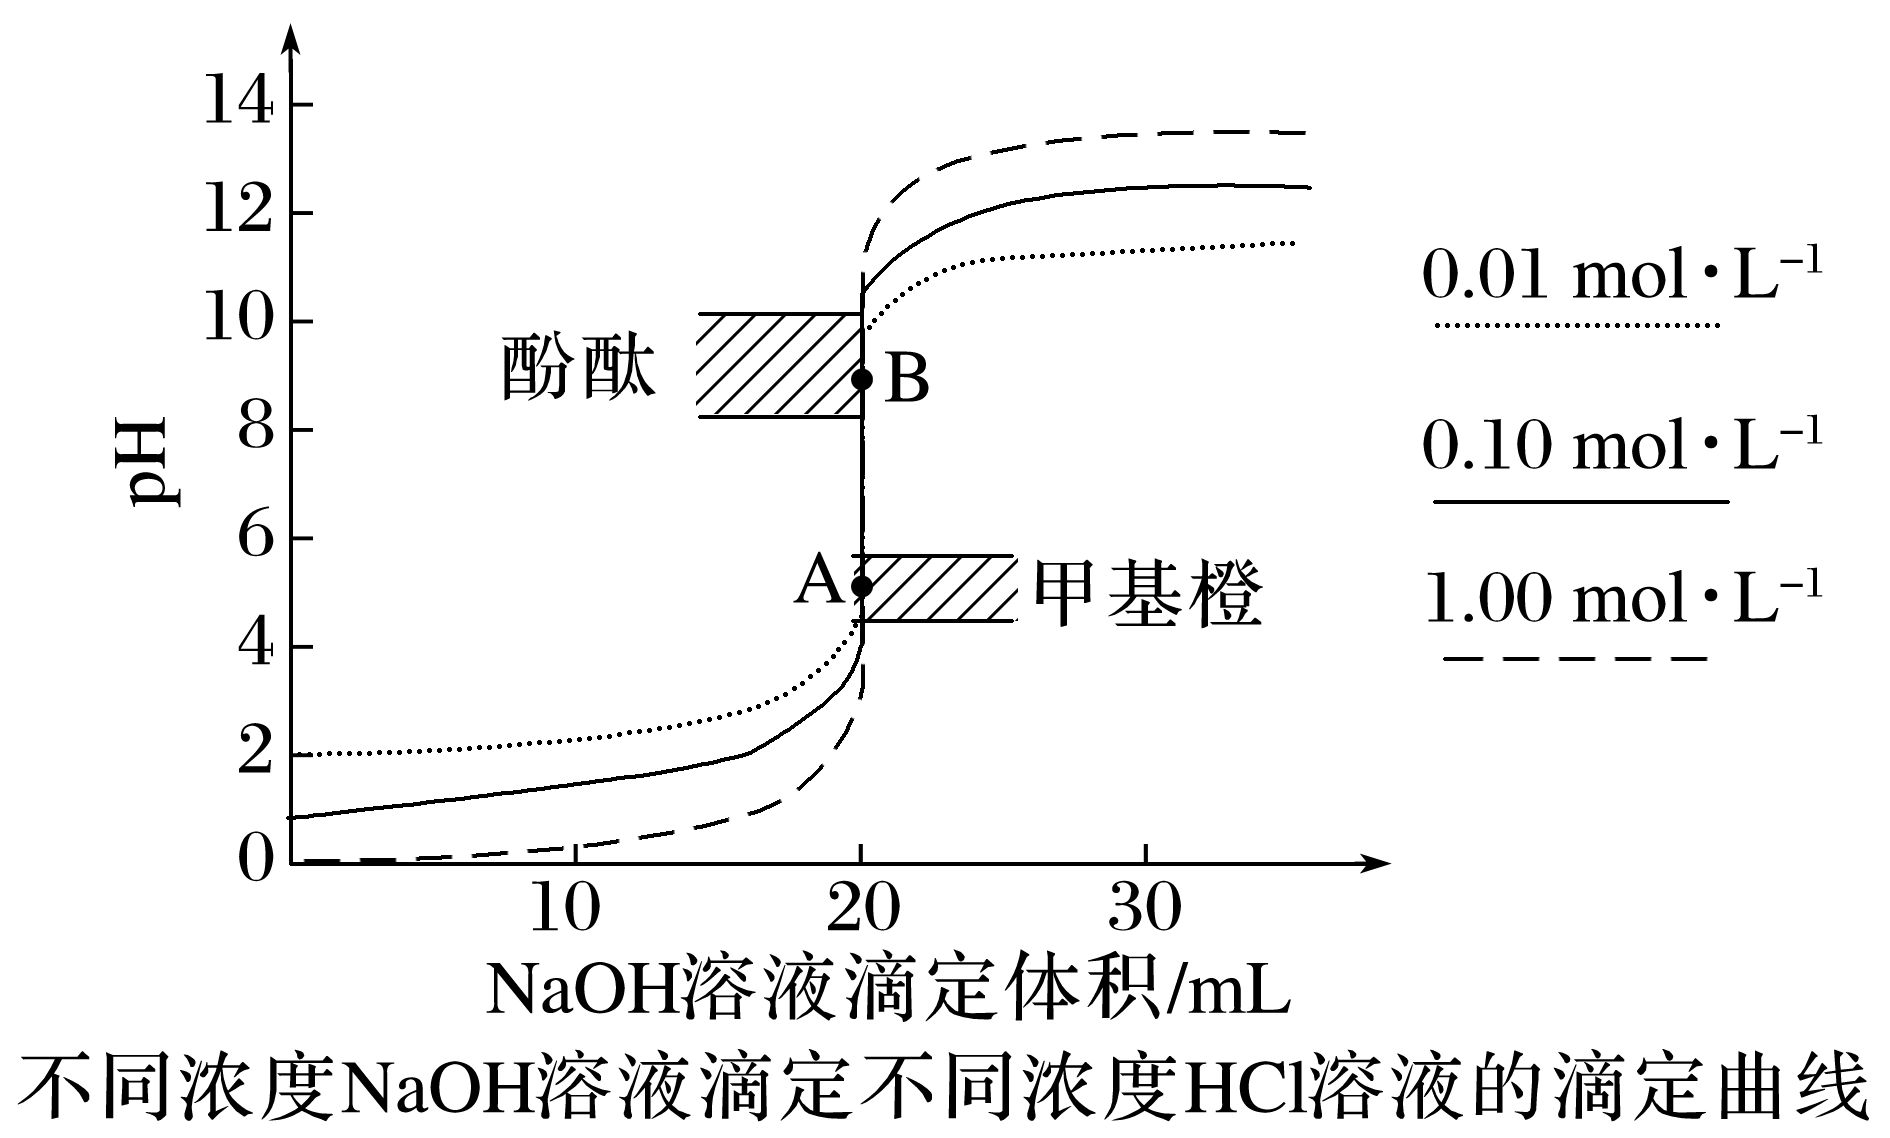 pH
14
12
10
8
6
4
2
0
酚酞
B
A
甲基橙
0.01 mol·L⁻¹
0.10 mol·L⁻¹
1.00 mol·L⁻¹
10 20 30
NaOH溶液滴定体积/mL
不同浓度NaOH溶液滴定不同浓度HCl溶液的滴定曲线